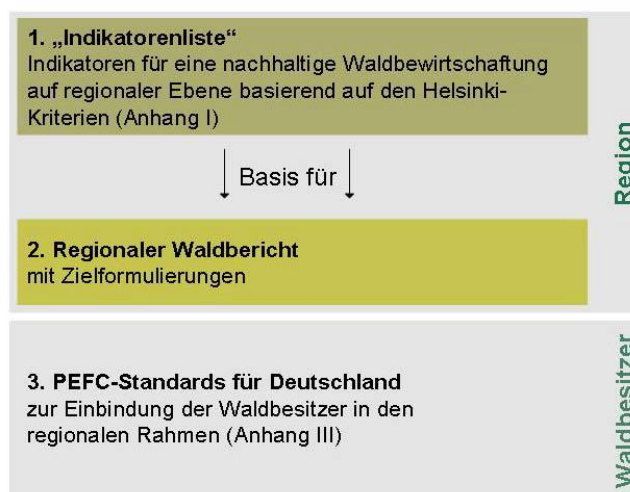 1. „Indikatorenliste“
Indikatoren für eine nachhaltige Waldbewirtschaftung
auf regionaler Ebene basierend auf den Helsinki-
Kriterien (Anhang I)
Basis für
2. Regionaler Waldbericht
mit Zielformulierungen
Region
3. PEFC-Standards für Deutschland
zur Einbindung der Waldbesitzer in den
regionalen Rahmen (Anhang III)
Waldbesitzer